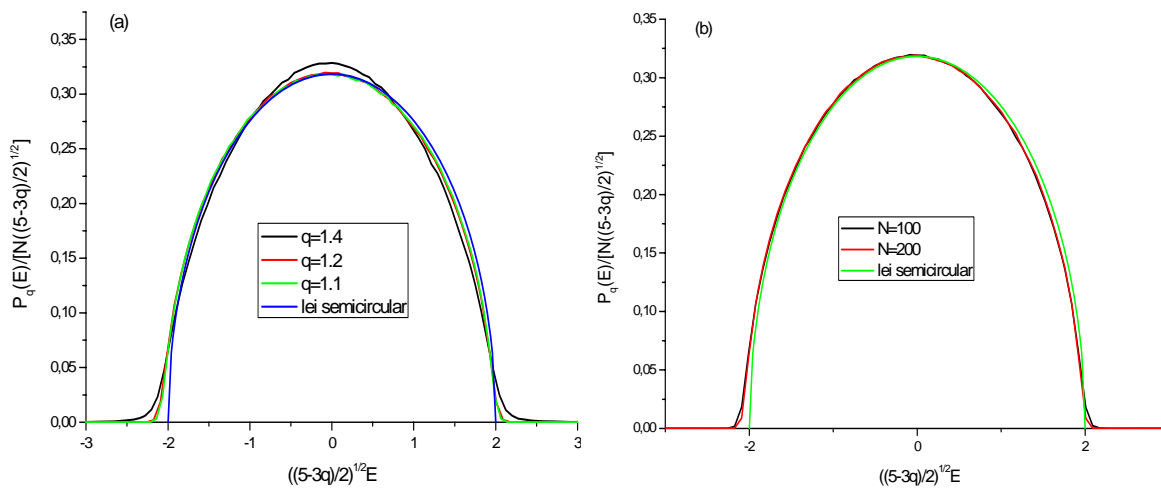 (a)
0,35
0,30
0,25
0,20
0,15
0,10
0,05
0,00
P_q(E)/[N((5-3q)/2)^{1/2}]
q=1.4
q=1.2
q=1.1
lei semicircular
-3 -2 -1 0 1 2 3
((5-3q)/2)^{1/2}E
(b)
0,35
0,30
0,25
0,20
0,15
0,10
0,05
0,00
P_q(E)/[N((5-3q)/2)^{1/2}]
N=100
N=200
lei semicircular
-2 0 2
((5-3q)/2)^{1/2}E